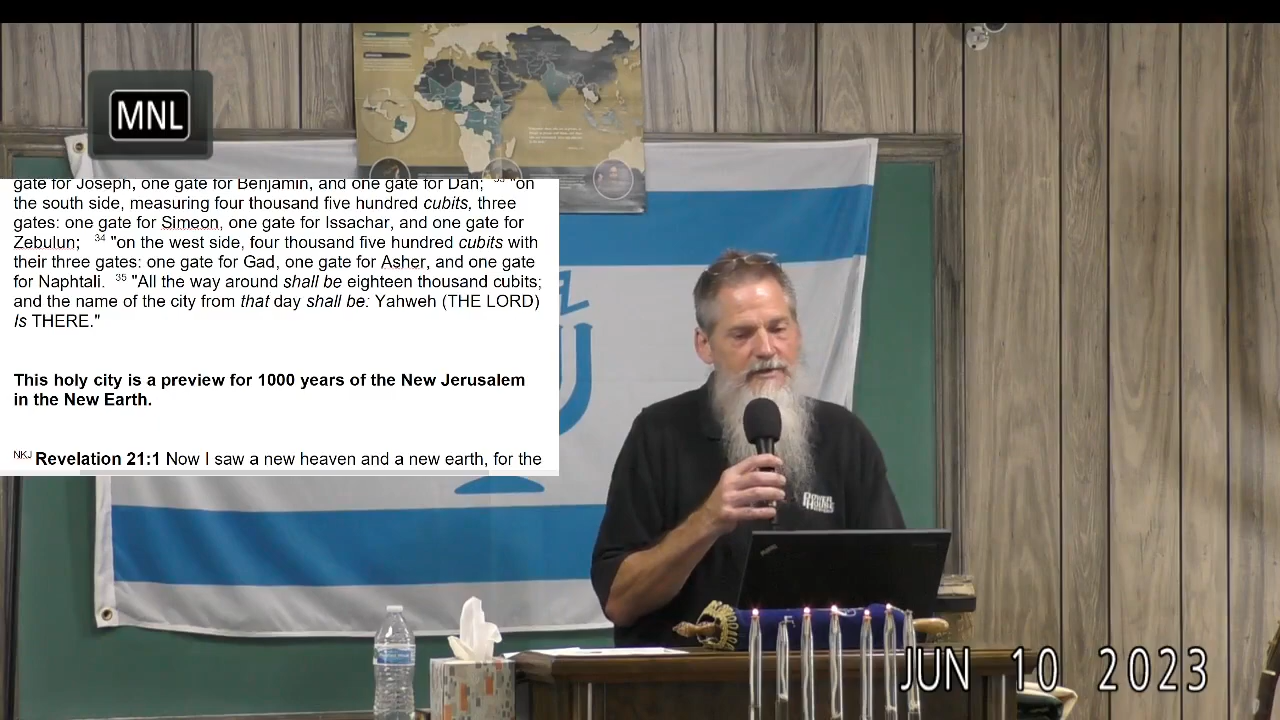 MNL
gate for Joseph, one gate for Benjamin, and one gate for Dan; 33 "on
the south side, measuring four thousand five hundred cubits, three
gates: one gate for Simeon, one gate for Issachar, and one gate for
Zebulun; 34 "on the west side, four thousand five hundred cubits with
their three gates: one gate for Gad, one gate for Asher, and one gate
for Naphtali. 35 "All the way around shall be eighteen thousand cubits;
and the name of the city from that day shall be: Yahweh (THE LORD)
Is THERE."
This holy city is a preview for 1000 years of the New Jerusalem
in the New Earth.
NKJ Revelation 21:1 Now I saw a new heaven and a new earth, for the
JUN 10 2023